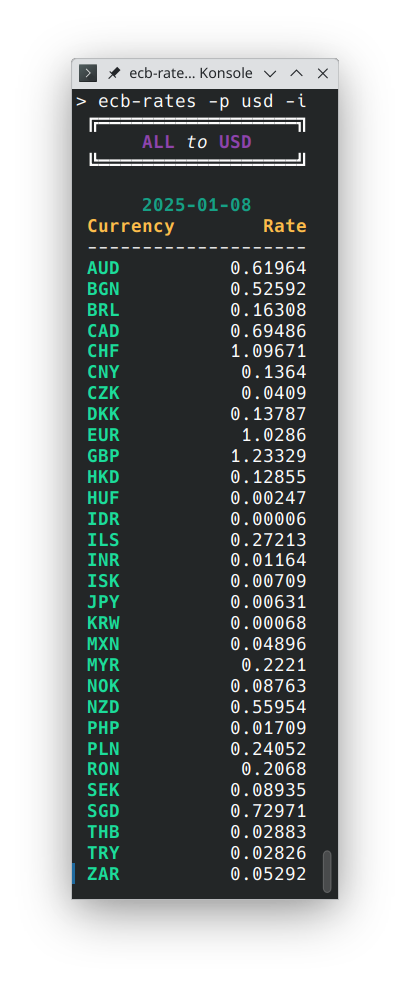 ecb-rate... Konsole
> ecb-rates -p usd -i
ALL to USD
2025-01-08
Currency Rate
--------------------
AUD 0.61964
BGN 0.52592
BRL 0.16308
CAD 0.69486
CHF 1.09671
CNY 0.1364
CZK 0.0409
DKK 0.13787
EUR 1.0286
GBP 1.23329
HKD 0.12855
HUF 0.00247
IDR 0.00006
ILS 0.27213
INR 0.01164
ISK 0.00709
JPY 0.00631
KRW 0.00068
MXN 0.04896
MYR 0.2221
NOK 0.08763
NZD 0.55954
PHP 0.01709
PLN 0.24052
RON 0.2068
SEK 0.08935
SGD 0.72971
THB 0.02883
TRY 0.02826
ZAR 0.05292